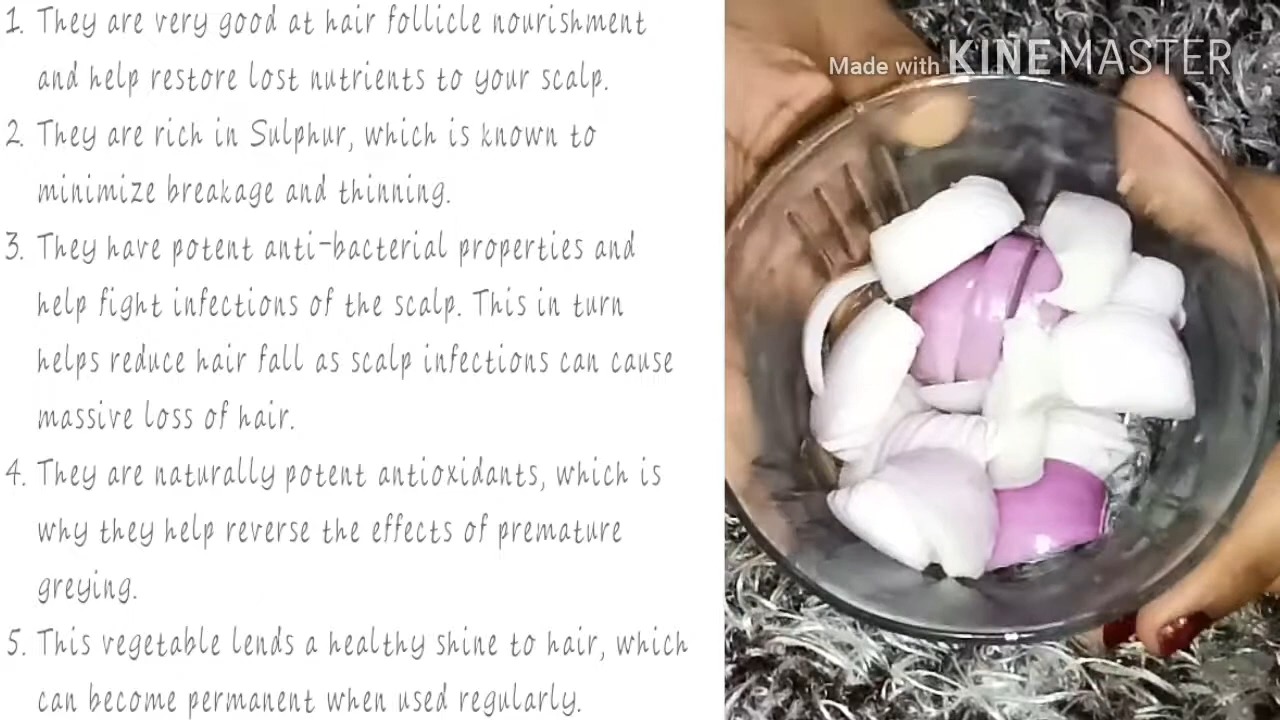 1. They are very good at hair follicle nourishment
and help restore lost nutrients to your scalp.
2. They are rich in Sulphur, which is known to
minimize breakage and thinning.
3. They have potent anti-bacterial properties and
help fight infections of the scalp. This in turn
helps reduce hair fall as scalp infections can cause
massive loss of hair.
4. They are naturally potent antioxidants, which is
why they help reverse the effects of premature
greying.
5. This vegetable lends a healthy shine to hair, which
can become permanent when used regularly.
Made with KINEMASTER